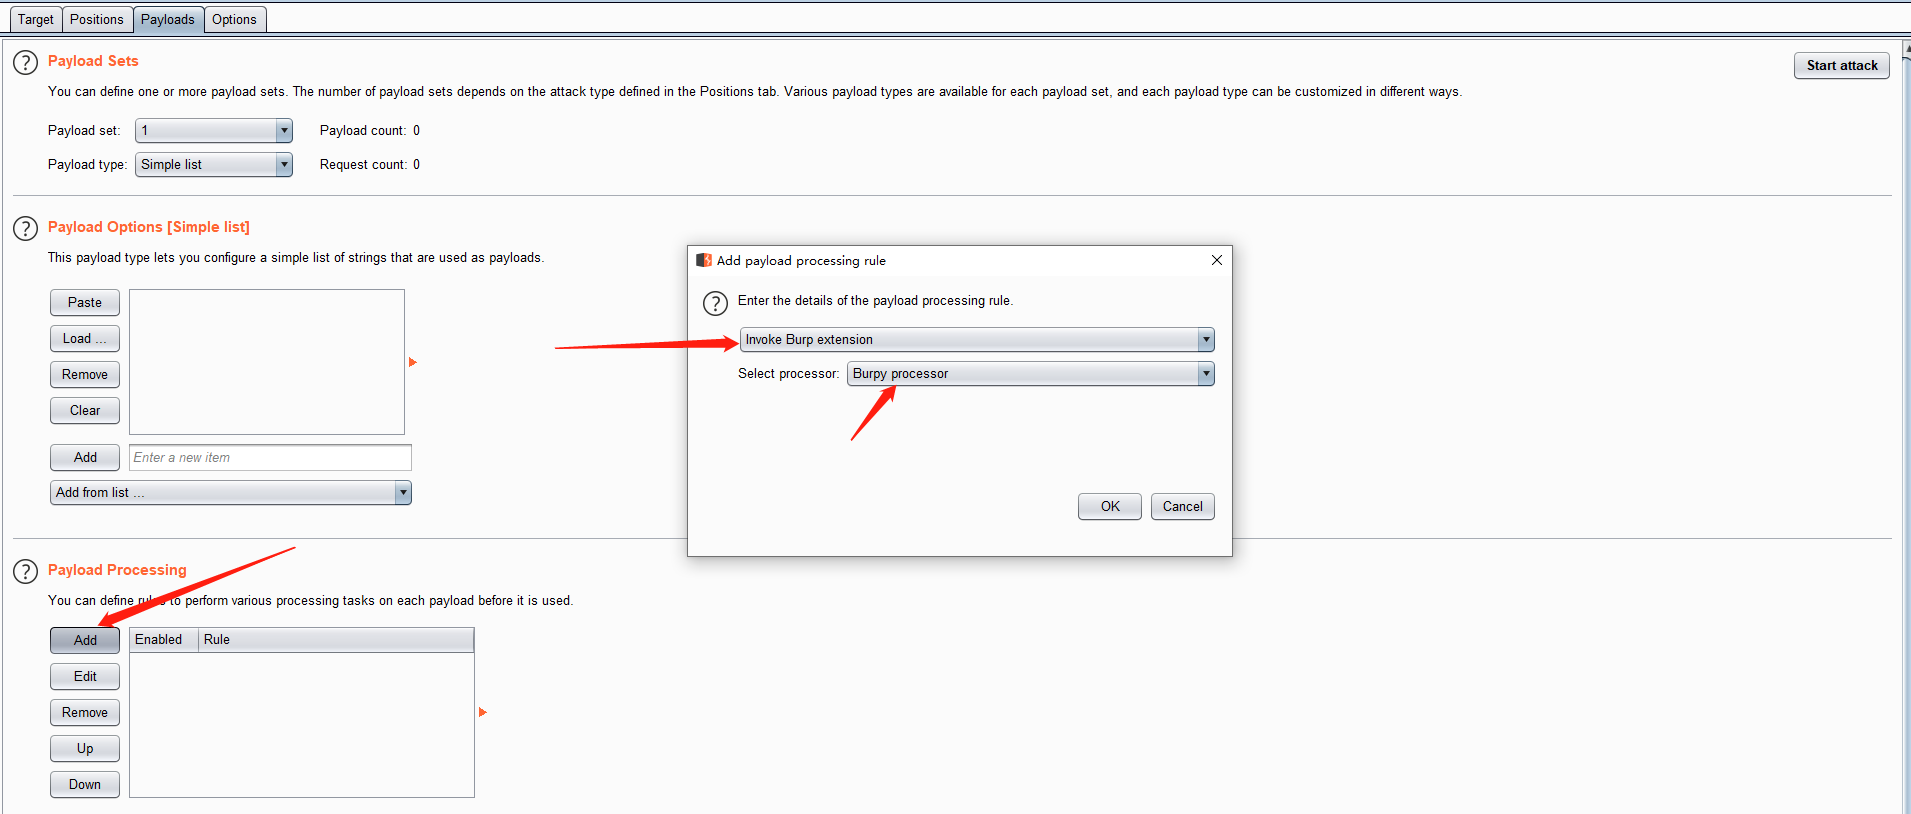 Target Positions Payloads Options
? Payload Sets
Start attack
You can define one or more payload sets. The number of payload sets depends on the attack type defined in the Positions tab. Various payload types are available for each payload set, and each payload type can be customized in different ways.
Payload set: 1 Payload count: 0
Payload type: Simple list Request count: 0
? Payload Options [Simple list]
This payload type lets you configure a simple list of strings that are used as payloads.
Paste
Load ...
Remove
Clear
Add Enter a new item
Add from list ...
Add payload processing rule
? Enter the details of the payload processing rule.
Invoke Burp extension
Select processor: Burpy processor
OK Cancel
? Payload Processing
You can define rules to perform various processing tasks on each payload before it is used.
Add Enabled Rule
Edit
Remove
Up
Down